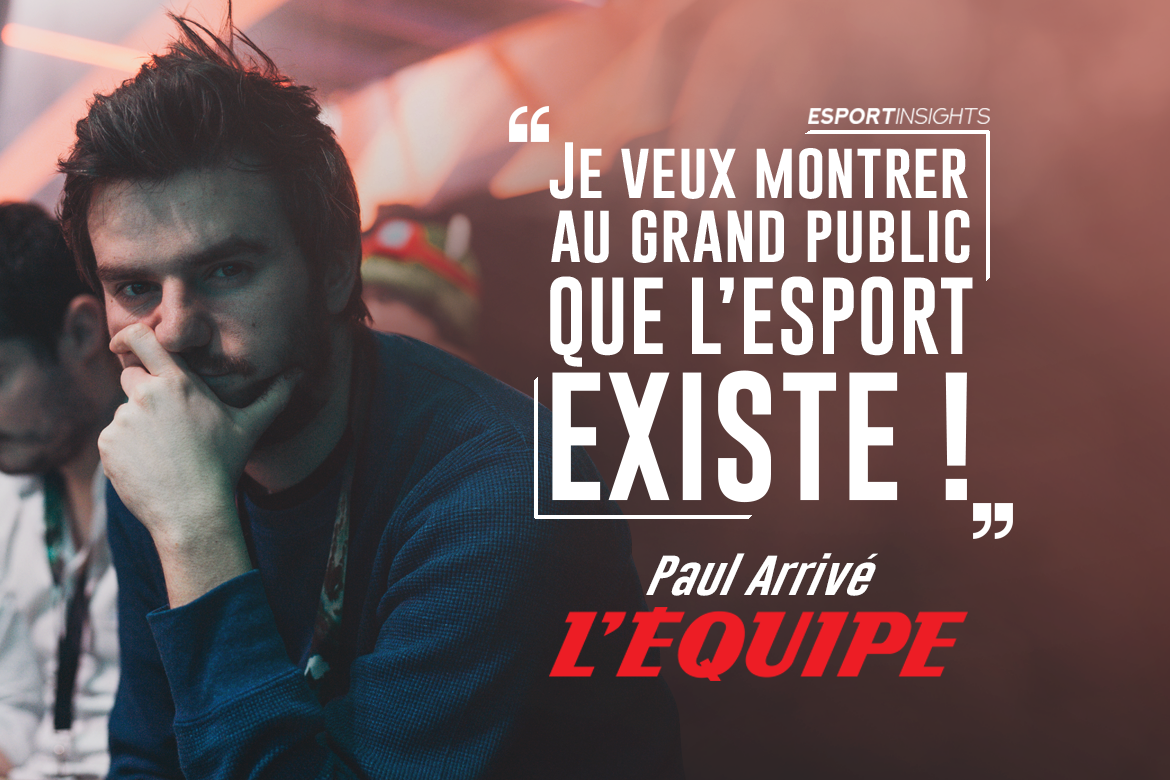 ESPORTINSIGHTS
“ JE VEUX MONTRER
AU GRAND PUBLIC
QUE L’ESPORT
EXISTE ! ”
Paul Arrivé
L’ÉQUIPE